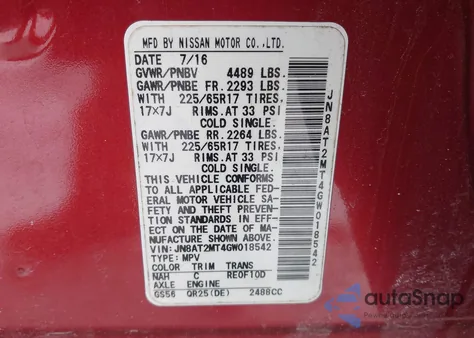 MFD BY NISSAN MOTOR CO.,LTD.
DATE 7/16
GVWR/PNBV 4489 LBS.
GAWR/PNBE FR. 2293 LBS.
WITH 225/65R17 TIRES.
17×7J RIMS.AT 33 PSI
COLD SINGLE.
GAWR/PNBE RR. 2264 LBS.
WITH 225/65R17 TIRES.
17×7J RIMS.AT 33 PSI
COLD SINGLE.
THIS VEHICLE CONFORMS
TO ALL APPLICABLE FED-
ERAL MOTOR VEHICLE SA-
FETY AND THEFT PREVEN-
TION STANDARDS IN EFF-
ECT ON THE DATE OF MA-
NUFACTURE SHOWN ABOVE.
VIN:JN8AT2MT4GW018542
TYPE: MPV
COLOR TRIM TRANS
NAH C RE0F10D
AXLE ENGINE
GS56 QR25(DE) 2488CC
JN8AT2MT4GW018542
autoSnap